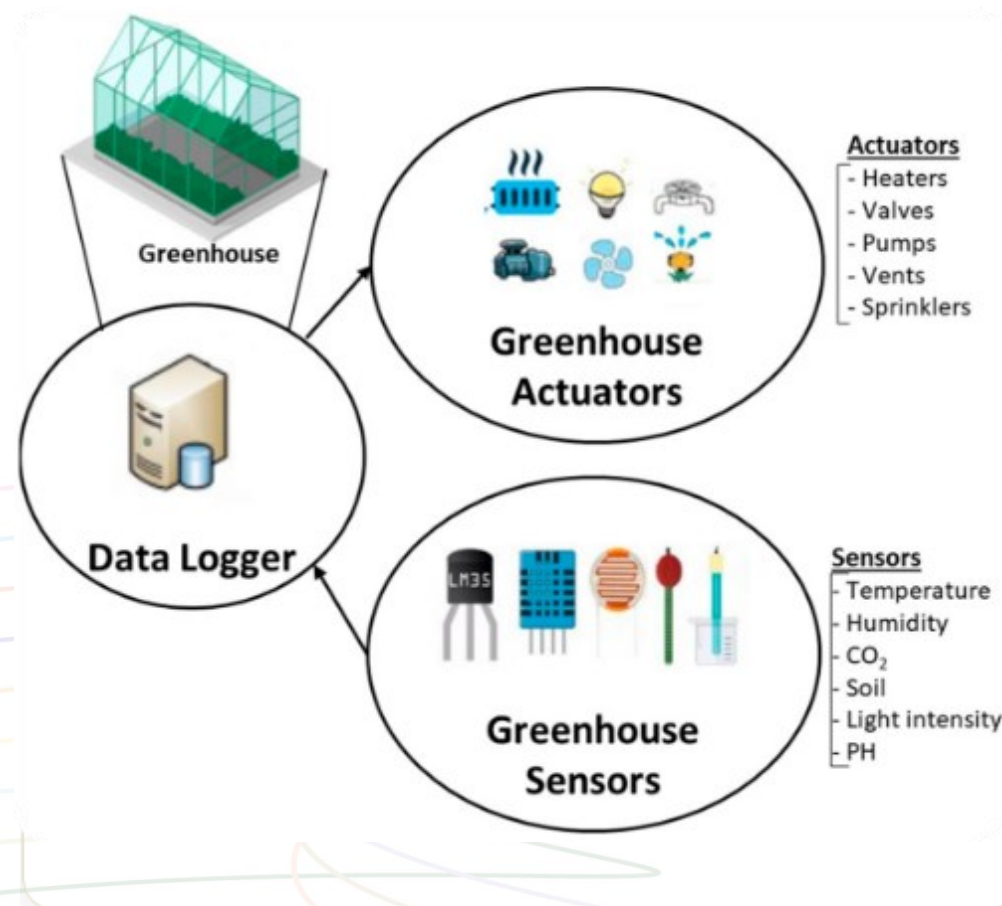 Greenhouse
Actuators
- Heaters
- Valves
- Pumps
- Vents
- Sprinklers
Greenhouse
Actuators
Data Logger
LM35
Greenhouse
Sensors
Sensors
- Temperature
- Humidity
- CO₂
- Soil
- Light intensity
- PH